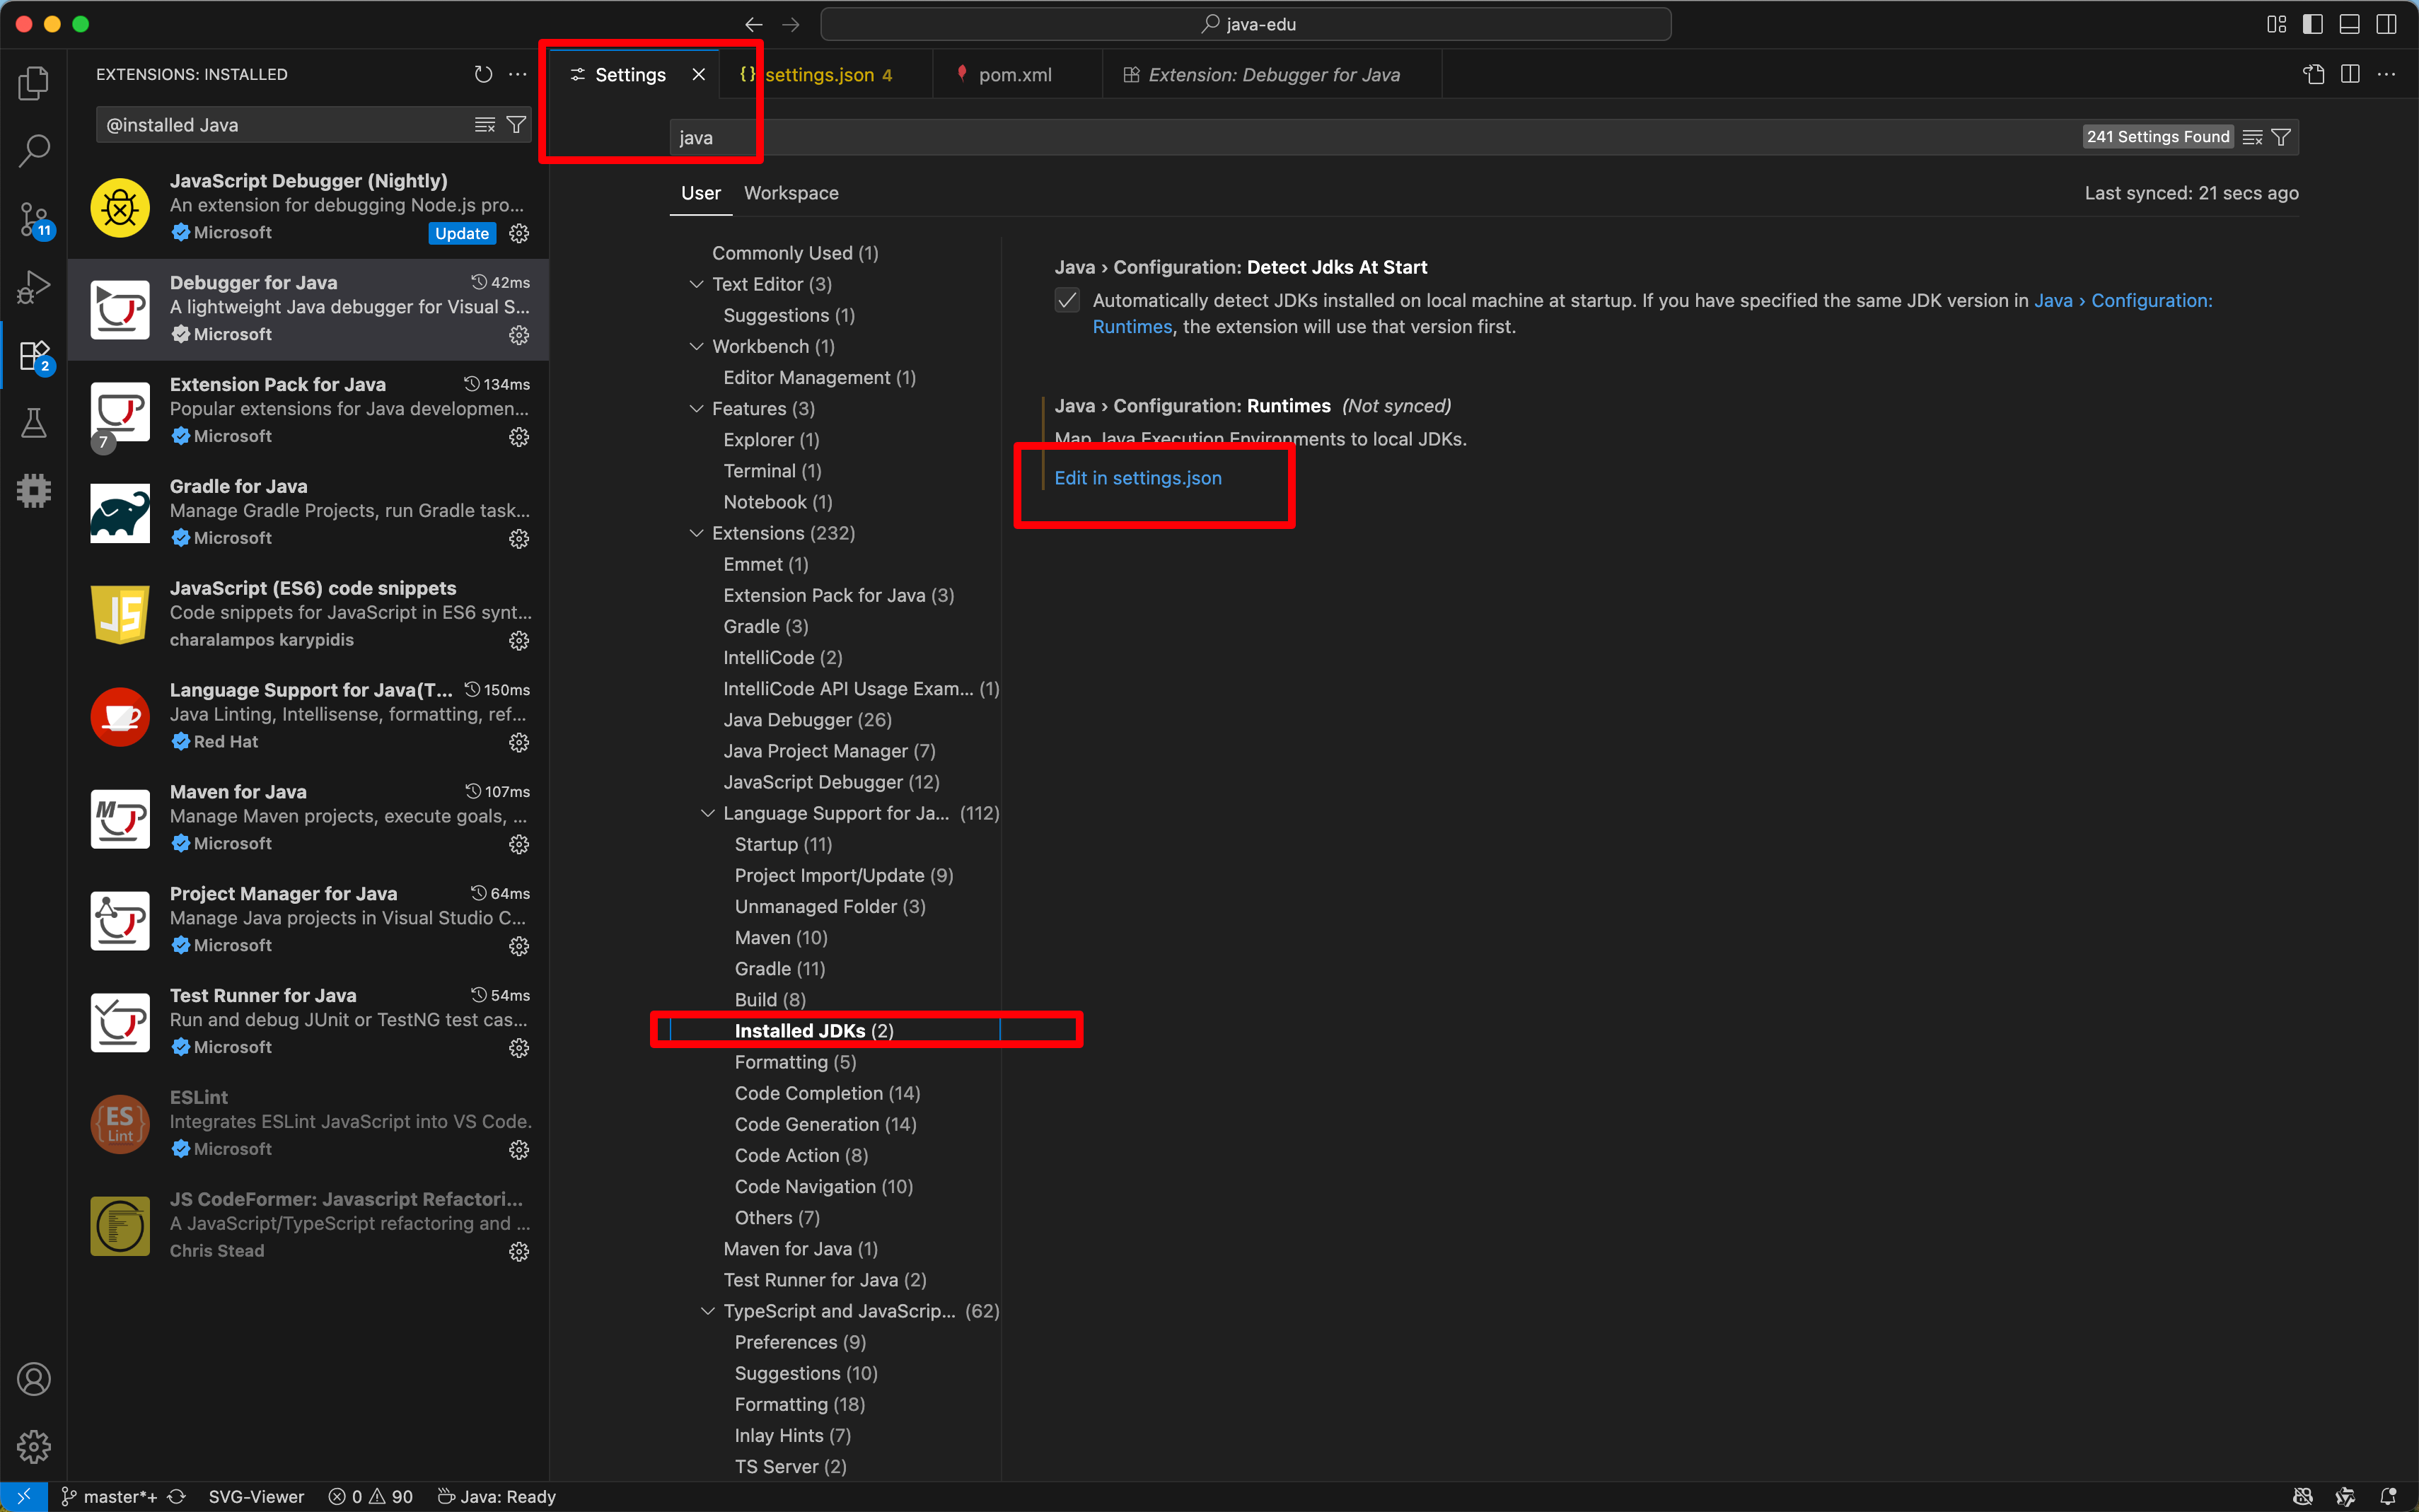 java-edu
EXTENSIONS: INSTALLED
@installed Java
JavaScript Debugger (Nightly)
An extension for debugging Node.js pro...
Microsoft
Update
Debugger for Java
42ms
A lightweight Java debugger for Visual S...
Microsoft
Extension Pack for Java
134ms
Popular extensions for Java developmen...
Microsoft
7
Gradle for Java
Manage Gradle Projects, run Gradle task...
Microsoft
JS
JavaScript (ES6) code snippets
Code snippets for JavaScript in ES6 synt...
charalampos karypidis
Language Support for Java(T...
150ms
Java Linting, Intellisense, formatting, ref...
Red Hat
M
Maven for Java
107ms
Manage Maven projects, execute goals, ...
Microsoft
Project Manager for Java
64ms
Manage Java projects in Visual Studio C...
Microsoft
Test Runner for Java
54ms
Run and debug JUnit or TestNG test cas...
Microsoft
ES
Lint
ESLint
Integrates ESLint JavaScript into VS Code.
Microsoft
JS CodeFormer: Javascript Refactori...
A JavaScript/TypeScript refactoring and ...
Chris Stead
11
2
Settings
{} settings.json 4
pom.xml
Extension: Debugger for Java
java
241 Settings Found
User
Workspace
Last synced: 21 secs ago
Commonly Used (1)
Text Editor (3)
Suggestions (1)
Workbench (1)
Editor Management (1)
Features (3)
Explorer (1)
Terminal (1)
Notebook (1)
Extensions (232)
Emmet (1)
Extension Pack for Java (3)
Gradle (3)
IntelliCode (2)
IntelliCode API Usage Exam... (1)
Java Debugger (26)
Java Project Manager (7)
JavaScript Debugger (12)
Language Support for Ja... (112)
Startup (11)
Project Import/Update (9)
Unmanaged Folder (3)
Maven (10)
Gradle (11)
Build (8)
Installed JDKs (2)
Formatting (5)
Code Completion (14)
Code Generation (14)
Code Action (8)
Code Navigation (10)
Others (7)
Maven for Java (1)
Test Runner for Java (2)
TypeScript and JavaScrip... (62)
Preferences (9)
Suggestions (10)
Formatting (18)
Inlay Hints (7)
TS Server (2)
Java › Configuration: Detect Jdks At Start
Automatically detect JDKs installed on local machine at startup. If you have specified the same JDK version in Java › Configuration:
Runtimes, the extension will use that version first.
Java › Configuration: Runtimes (Not synced)
Map Java Execution Environments to local JDKs.
Edit in settings.json
master*+
SVG-Viewer
0
90
Java: Ready